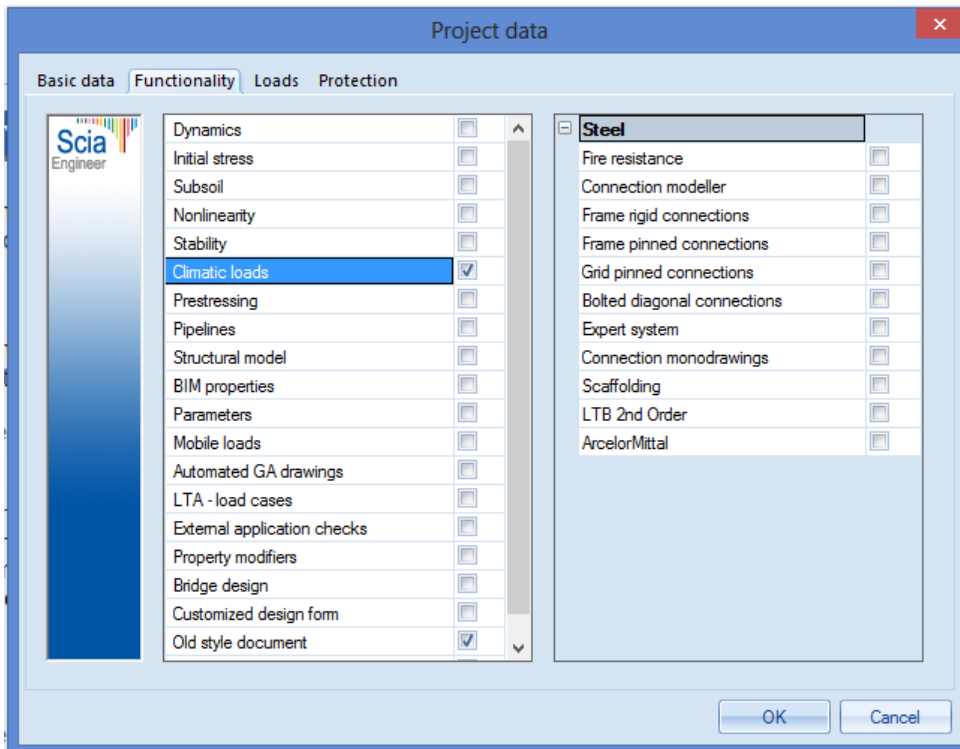 Project data
Basic data Functionality Loads Protection
Scia
Engineer
Dynamics
Initial stress
Subsoil
Nonlinearity
Stability
Climatic loads
Prestressing
Pipelines
Structural model
BIM properties
Parameters
Mobile loads
Automated GA drawings
LTA - load cases
External application checks
Property modifiers
Bridge design
Customized design form
Old style document
Steel
Fire resistance
Connection modeller
Frame rigid connections
Frame pinned connections
Grid pinned connections
Bolted diagonal connections
Expert system
Connection monodrawings
Scaffolding
LTB 2nd Order
ArcelorMittal
OK Cancel